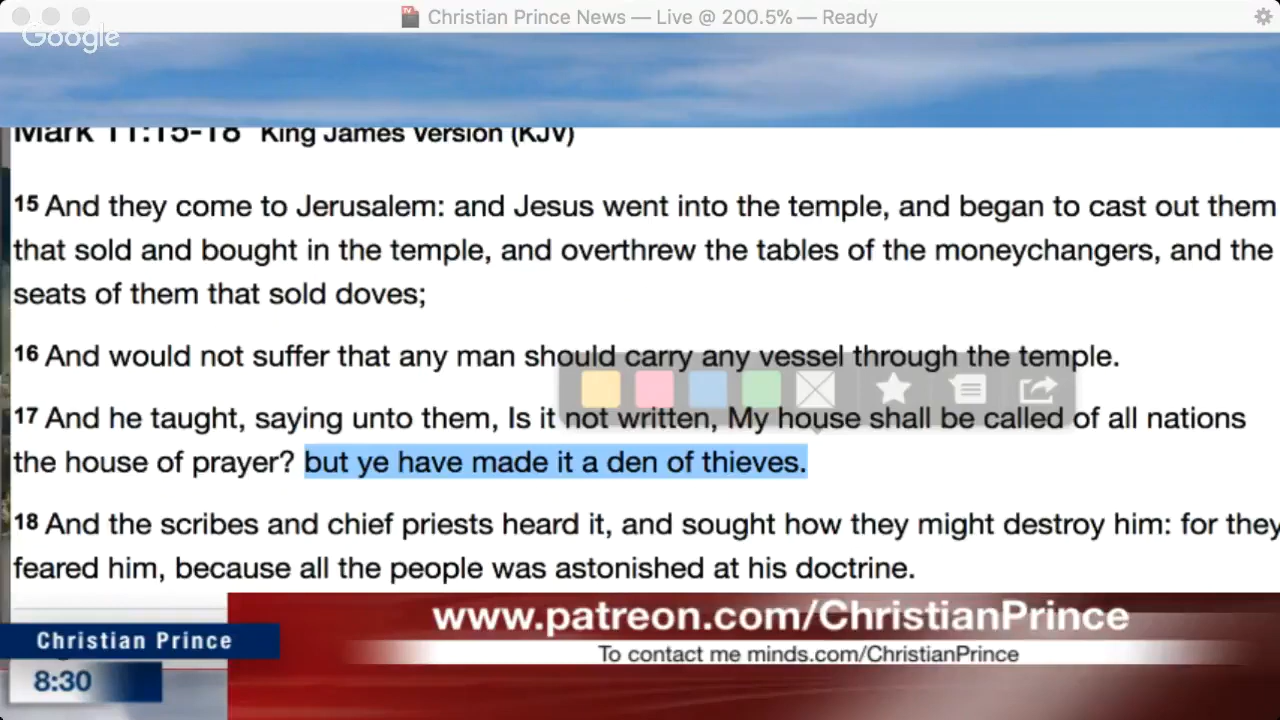 Christian Prince News — Live @ 200.5% — Ready
Google
Mark 11:15-18 King James Version (KJV)
15 And they come to Jerusalem: and Jesus went into the temple, and began to cast out them
that sold and bought in the temple, and overthrew the tables of the moneychangers, and the
seats of them that sold doves;
16 And would not suffer that any man should carry any vessel through the temple.
17 And he taught, saying unto them, Is it not written, My house shall be called of all nations
the house of prayer? but ye have made it a den of thieves.
18 And the scribes and chief priests heard it, and sought how they might destroy him: for they
feared him, because all the people was astonished at his doctrine.
www.patreon.com/ChristianPrince
Christian Prince
To contact me minds.com/ChristianPrince
8:30